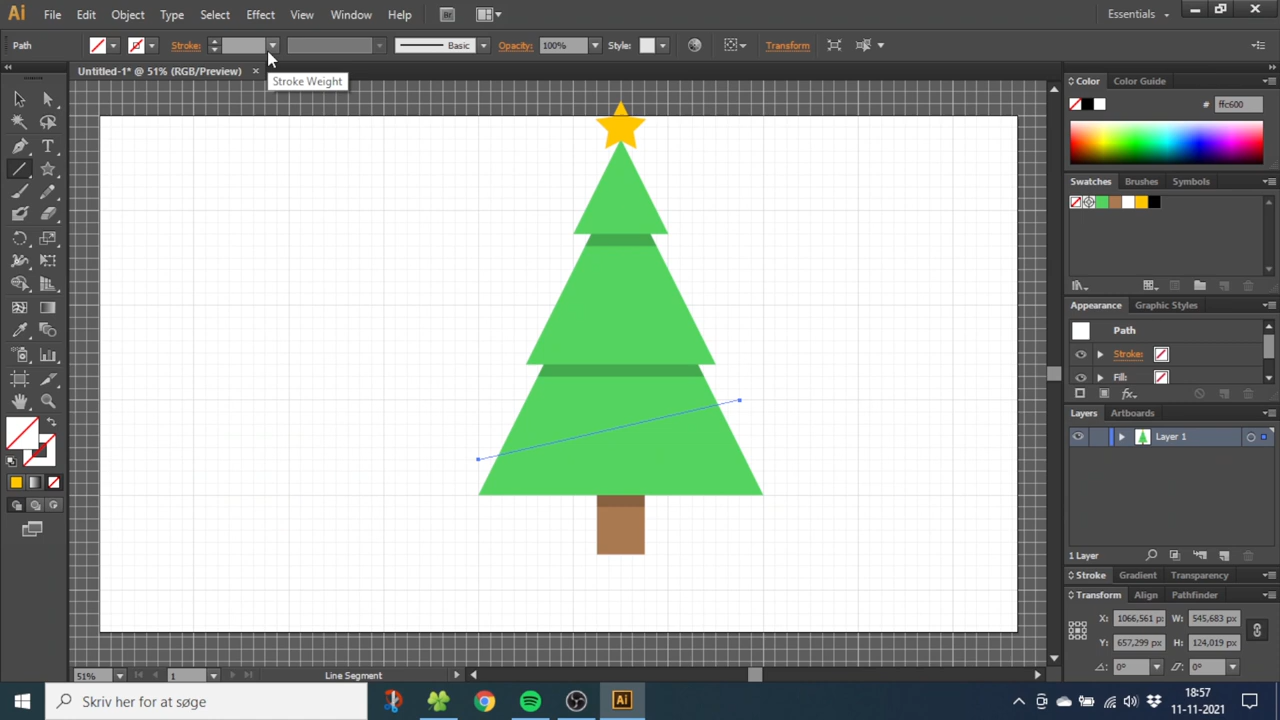 Ai File Edit Object Type Select Effect View Window Help Br Essentials
Path Stroke: Basic Opacity: 100% Style: Transform
Stroke Weight
Untitled-1* @ 51% (RGB/Preview)
Color Color Guide
# ffc600
Swatches Brushes Symbols
Appearance Graphic Styles
Path
Stroke:
Fill:
fx
Layers Artboards
Layer 1
1 Layer
Stroke Gradient Transparency
Transform Align Pathfinder
X: 1066,561 px W: 545,683 px
Y: 657,299 px H: 124,019 px
0° 0°
51% 1 Line Segment
Skriv her for at søge
Ai
18:57
11-11-2021